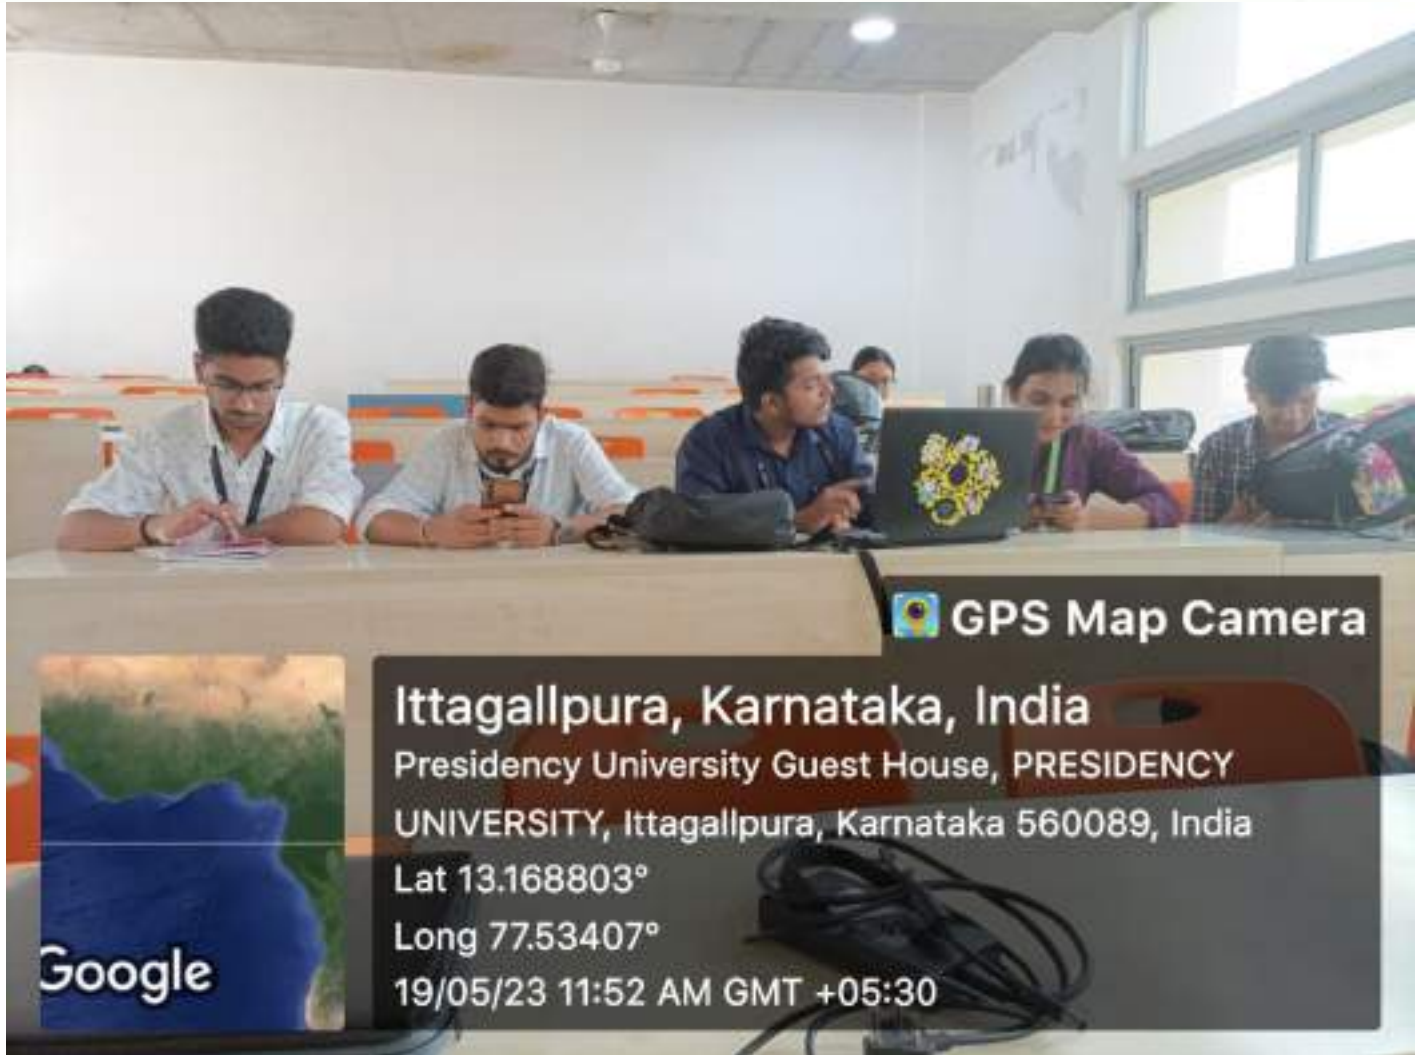 GPS Map Camera
Ittagallpura, Karnataka, India
Presidency University Guest House, PRESIDENCY
UNIVERSITY, Ittagallpura, Karnataka 560089, India
Lat 13.168803°
Long 77.53407°
19/05/23 11:52 AM GMT +05:30
Google